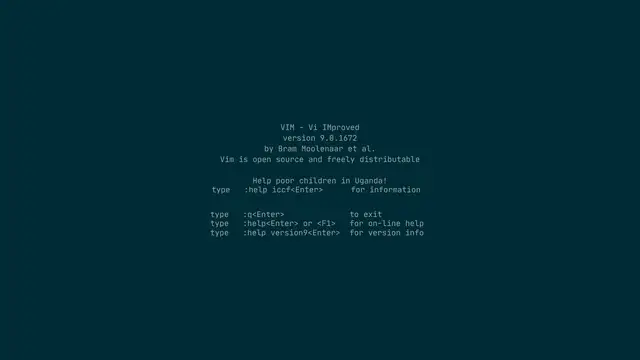 VIM - Vi IMproved
version 9.0.1672
by Bram Moolenaar et al.
Vim is open source and freely distributable
Help poor children in Uganda!
type :help iccf<Enter> for information
type :q<Enter> to exit
type :help<Enter> or <F1> for on-line help
type :help version9<Enter> for version info